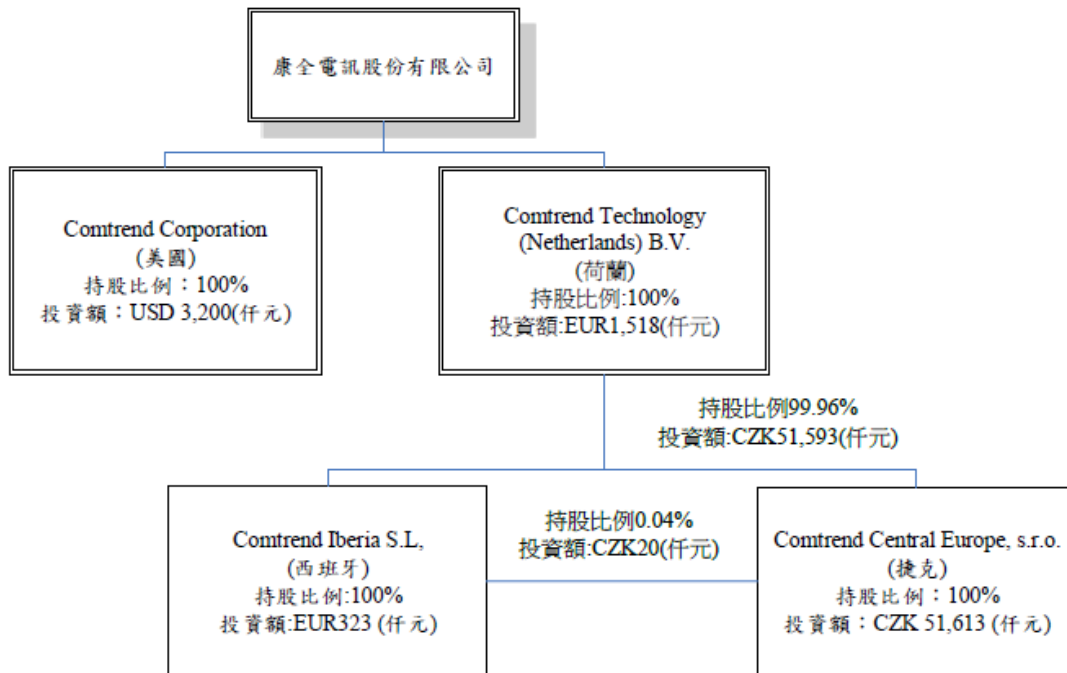 康全電訊股份有限公司
Comtrend Corporation
(美國)
持股比例：100%
投資額：USD 3,200(仟元)
Comtrend Technology
(Netherlands) B.V.
(荷蘭)
持股比例:100%
投資額:EUR1,518(仟元)
持股比例99.96%
投資額:CZK51,593(仟元)
Comtrend Iberia S.L,
(西班牙)
持股比例:100%
投資額:EUR323 (仟元)
持股比例0.04%
投資額:CZK20(仟元)
Comtrend Central Europe, s.r.o.
(捷克)
持股比例：100%
投資額：CZK 51,613 (仟元)